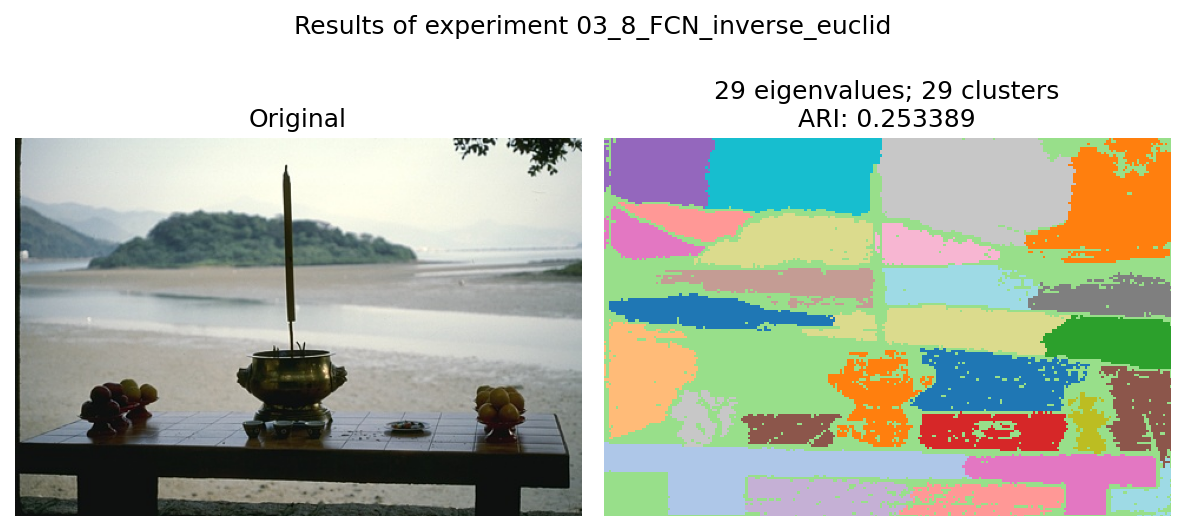 Results of experiment 03_8_FCN_inverse_euclid
Original
29 eigenvalues; 29 clusters
ARI: 0.253389